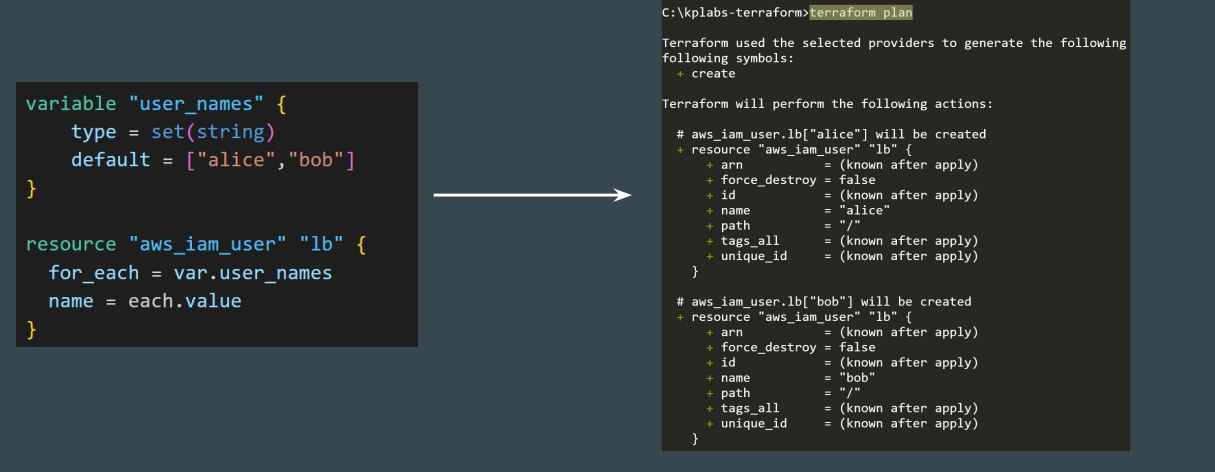 variable "user_names" {
    type = set(string)
    default = ["alice","bob"]
}

resource "aws_iam_user" "lb" {
  for_each = var.user_names
  name = each.value
}
C:\kplabs-terraform>terraform plan

Terraform used the selected providers to generate the following
following symbols:
  + create

Terraform will perform the following actions:

  # aws_iam_user.lb["alice"] will be created
  + resource "aws_iam_user" "lb" {
      + arn           = (known after apply)
      + force_destroy = false
      + id            = (known after apply)
      + name          = "alice"
      + path          = "/"
      + tags_all      = (known after apply)
      + unique_id     = (known after apply)
    }

  # aws_iam_user.lb["bob"] will be created
  + resource "aws_iam_user" "lb" {
      + arn           = (known after apply)
      + force_destroy = false
      + id            = (known after apply)
      + name          = "bob"
      + path          = "/"
      + tags_all      = (known after apply)
      + unique_id     = (known after apply)
    }